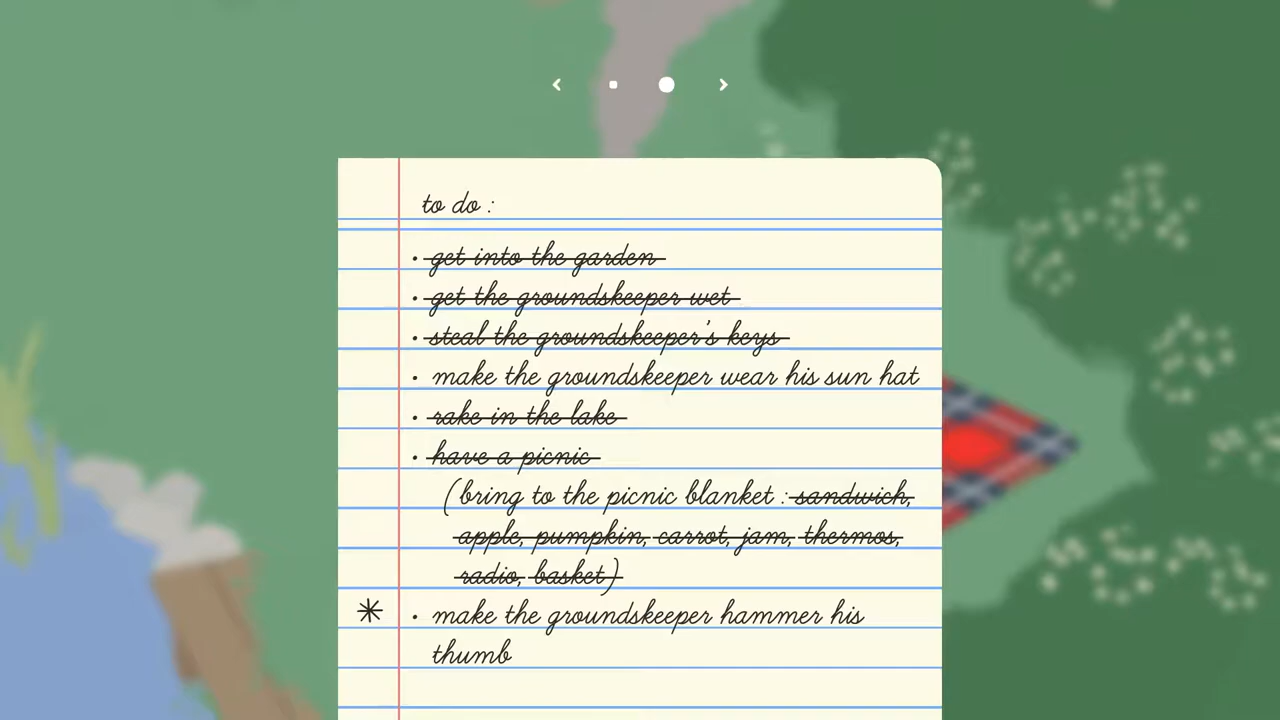 to do :
• get into the garden
• get the groundskeeper wet
• steal the groundskeeper's keys
• make the groundskeeper wear his sun hat
• rake in the lake
• have a picnic
(bring to the picnic blanket : sandwich,
apple, pumpkin, carrot, jam, thermos,
radio, basket)
* • make the groundskeeper hammer his
thumb